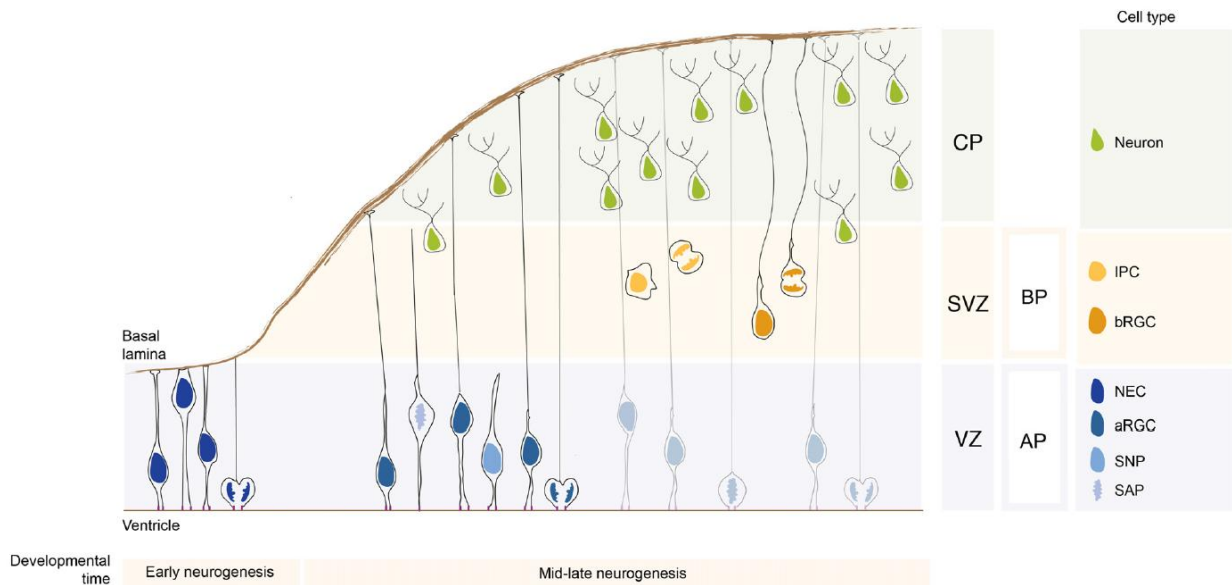 Cell type
CP
Neuron
SVZ
BP
IPC
bRGC
Basal
lamina
VZ
AP
NEC
aRGC
SNP
SAP
Ventricle
Developmental
time
Early neurogenesis
Mid-late neurogenesis